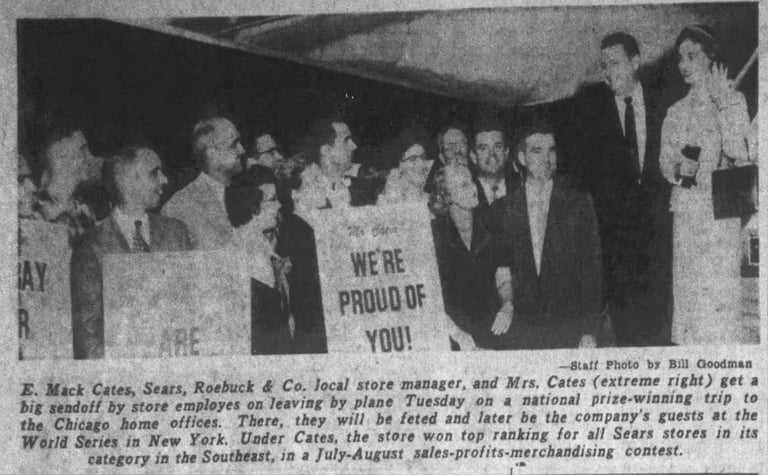 Mr. Cates
WE'RE
PROUD OF
YOU!
AY
R
ARE
—Staff Photo by Bill Goodman
E. Mack Cates, Sears, Roebuck & Co. local store manager, and Mrs. Cates (extreme right) get a
big sendoff by store employes on leaving by plane Tuesday on a national prize-winning trip to
the Chicago home offices. There, they will be feted and later be the company's guests at the
World Series in New York. Under Cates, the store won top ranking for all Sears stores in its
category in the Southeast, in a July-August sales-profits-merchandising contest.